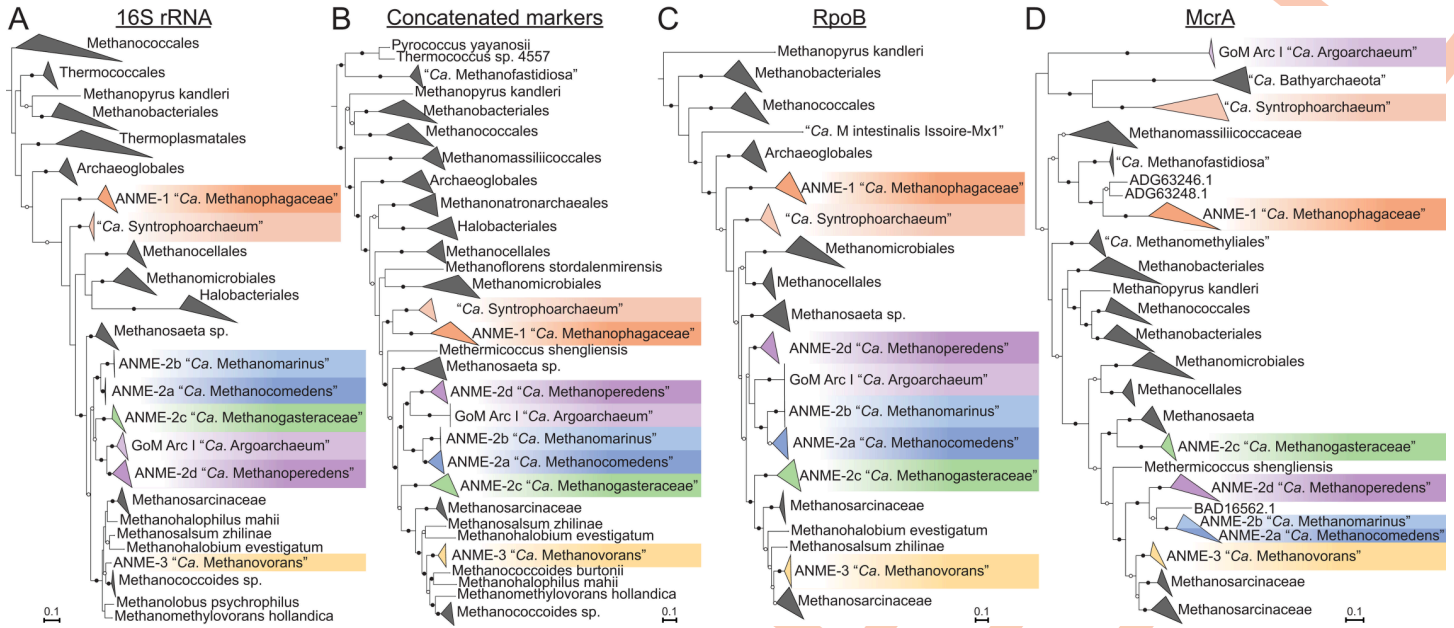 A 16S rRNA
Methanococcales
Thermococcales
Methanopyrus kandleri
Methanobacteriales
Thermoplasmatales
Archaeoglobales
ANME-1 “Ca. Methanophagaceae”
“Ca. Syntrophoarchaeum”
Methanocellales
Methanomicrobiales
Halobacteriales
Methanosaeta sp.
ANME-2b “Ca. Methanomarinus”
ANME-2a “Ca. Methanocomedens”
ANME-2c “Ca. Methanogasteraceae”
GoM Arc I “Ca. Argoarchaeum”
ANME-2d “Ca. Methanoperedens”
Methanosarcinaceae
Methanohalophilus mahii
Methanosalsum zhilinae
Methanohalobium evestigatum
ANME-3 “Ca. Methanovorans”
Methanococcoides sp.
Methanolobus psychrophilus
Methanomethylovorans hollandica
0.1
B Concatenated markers
Pyrococcus yayanosii
Thermococcus sp. 4557
“Ca. Methanofastidiosa”
Methanopyrus kandleri
Methanobacteriales
Methanococcales
Methanomassiliicoccales
Archaeoglobales
Methanonatronarchaeales
Halobacteriales
Methanocellales
Methanoflorens stordalenmirensis
Methanomicrobiales
“Ca. Syntrophoarchaeum”
ANME-1 “Ca. Methanophagaceae”
Methermicoccus shengliensis
Methanosaeta sp.
ANME-2d “Ca. Methanoperedens”
GoM Arc I “Ca. Argoarchaeum”
ANME-2b “Ca. Methanomarinus”
ANME-2a “Ca. Methanocomedens”
ANME-2c “Ca. Methanogasteraceae”
Methanosarcinaceae
Methanosalsum zhilinae
Methanohalobium evestigatum
ANME-3 “Ca. Methanovorans”
Methanococcoides burtonii
Methanohalophilus mahii
Methanomethylovorans hollandica
Methanococcoides sp.
0.1
C RpoB
Methanopyrus kandleri
Methanobacteriales
Methanococcales
“Ca. M intestinalis Issoire-Mx1”
Archaeoglobales
ANME-1 “Ca. Methanophagaceae”
“Ca. Syntrophoarchaeum”
Methanomicrobiales
Methanocellales
Methanosaeta sp.
ANME-2d “Ca. Methanoperedens”
GoM Arc I “Ca. Argoarchaeum”
ANME-2b “Ca. Methanomarinus”
ANME-2a “Ca. Methanocomedens”
ANME-2c “Ca. Methanogasteraceae”
Methanosarcinaceae
Methanohalobium evestigatum
Methanosalsum zhilinae
ANME-3 “Ca. Methanovorans”
Methanosarcinaceae
0.1
D McrA
GoM Arc I “Ca. Argoarchaeum”
“Ca. Bathyarchaeota”
“Ca. Syntrophoarchaeum”
Methanomassiliicoccaceae
“Ca. Methanofastidiosa”
ADG63246.1
ADG63248.1
ANME-1 “Ca. Methanophagaceae”
“Ca. Methanomethyliales”
Methanobacteriales
Methanopyrus kandleri
Methanococcales
Methanobacteriales
Methanomicrobiales
Methanocellales
Methanosaeta
ANME-2c “Ca. Methanogasteraceae”
Methermicoccus shengliensis
ANME-2d “Ca. Methanoperedens”
BAD16562.1
ANME-2b “Ca. Methanomarinus”
ANME-2a “Ca. Methanocomedens”
ANME-3 “Ca. Methanovorans”
Methanosarcinaceae
Methanosarcinaceae
0.1